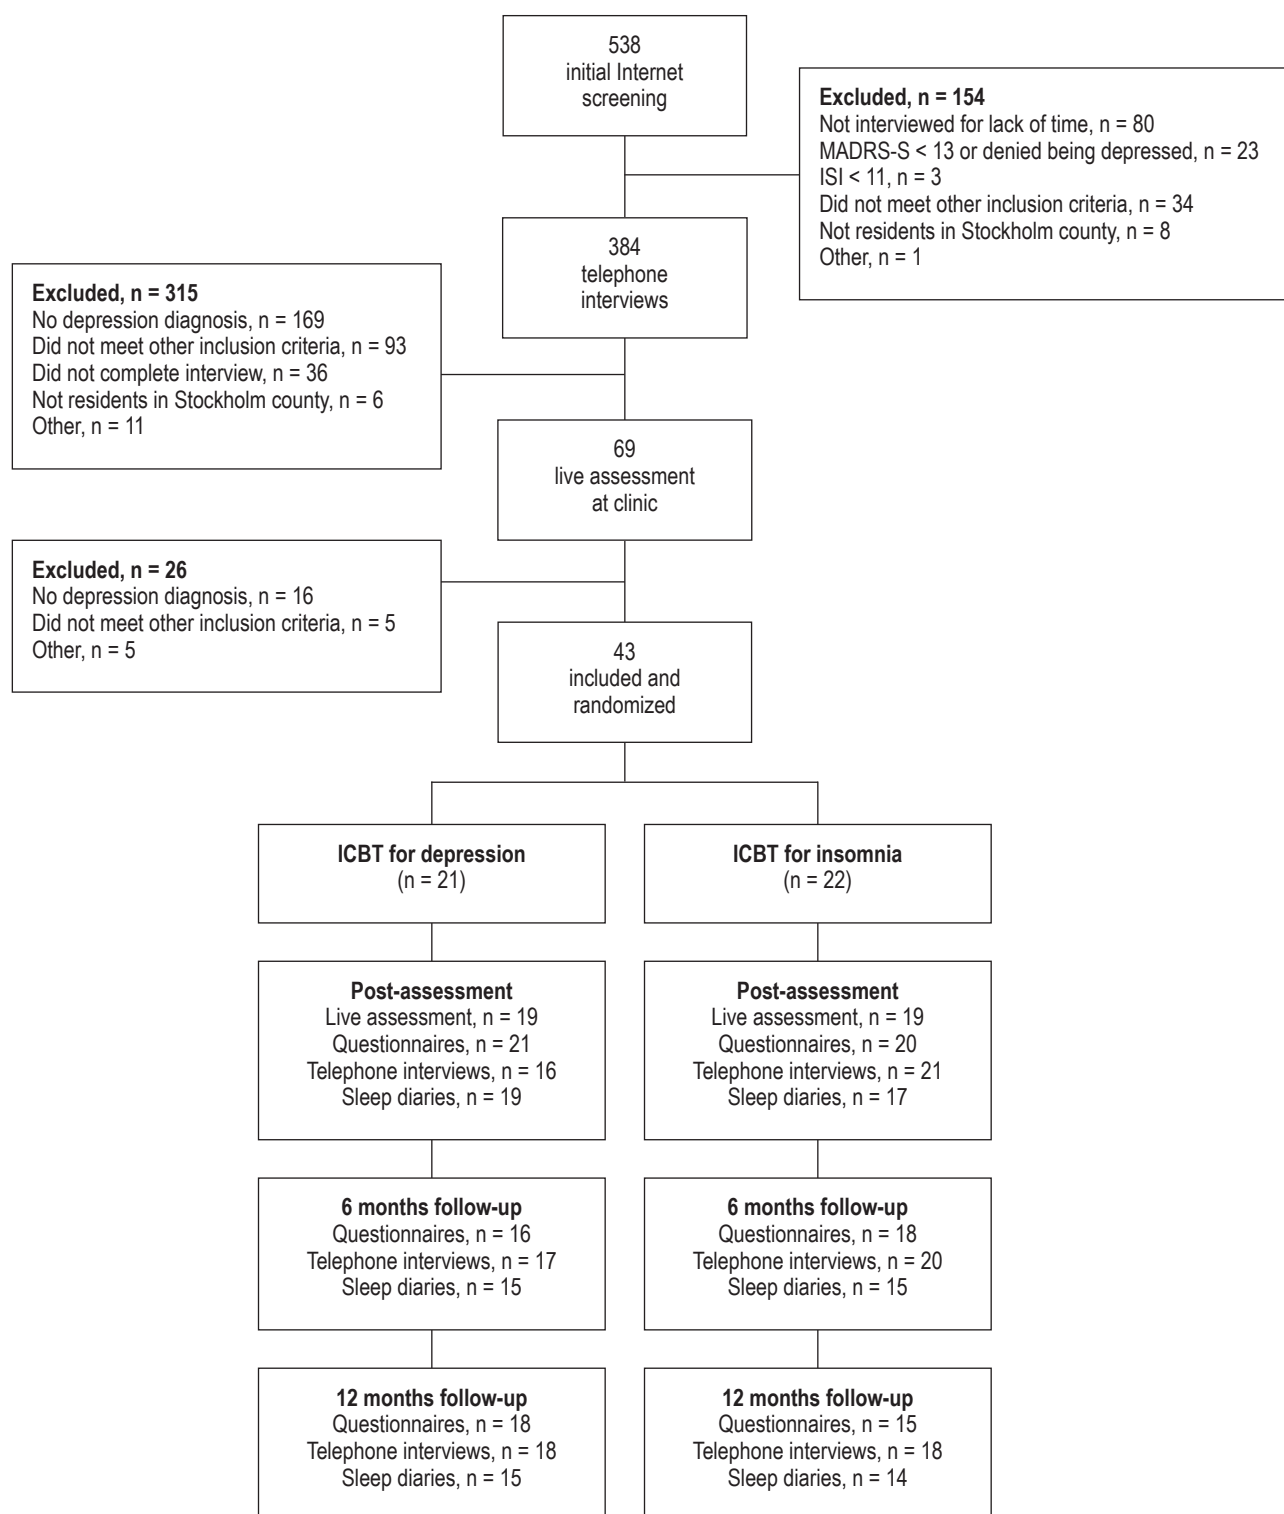 538
initial Internet
screening
Excluded, n = 154
Not interviewed for lack of time, n = 80
MADRS-S < 13 or denied being depressed, n = 23
ISI < 11, n = 3
Did not meet other inclusion criteria, n = 34
Not residents in Stockholm county, n = 8
Other, n = 1
384
telephone
interviews
Excluded, n = 315
No depression diagnosis, n = 169
Did not meet other inclusion criteria, n = 93
Did not complete interview, n = 36
Not residents in Stockholm county, n = 6
Other, n = 11
69
live assessment
at clinic
Excluded, n = 26
No depression diagnosis, n = 16
Did not meet other inclusion criteria, n = 5
Other, n = 5
43
included and
randomized
ICBT for depression
(n = 21)
ICBT for insomnia
(n = 22)
Post-assessment
Live assessment, n = 19
Questionnaires, n = 21
Telephone interviews, n = 16
Sleep diaries, n = 19
Post-assessment
Live assessment, n = 19
Questionnaires, n = 20
Telephone interviews, n = 21
Sleep diaries, n = 17
6 months follow-up
Questionnaires, n = 16
Telephone interviews, n = 17
Sleep diaries, n = 15
6 months follow-up
Questionnaires, n = 18
Telephone interviews, n = 20
Sleep diaries, n = 15
12 months follow-up
Questionnaires, n = 18
Telephone interviews, n = 18
Sleep diaries, n = 15
12 months follow-up
Questionnaires, n = 15
Telephone interviews, n = 18
Sleep diaries, n = 14